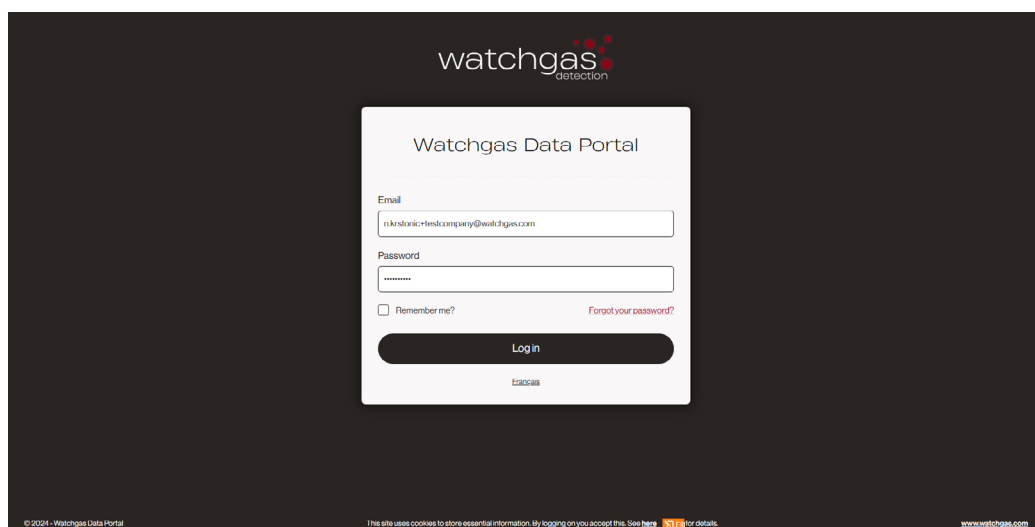 watchgas
detection
Watchgas Data Portal
Email
n.krstonic+testcompany@watchgas.com
Password
••••••••••
Remember me?
Forgot your password?
Log in
Français
© 2024 - Watchgas Data Portal
This site uses cookies to store essential information. By logging on you accept this. See here for details.
www.watchgas.com